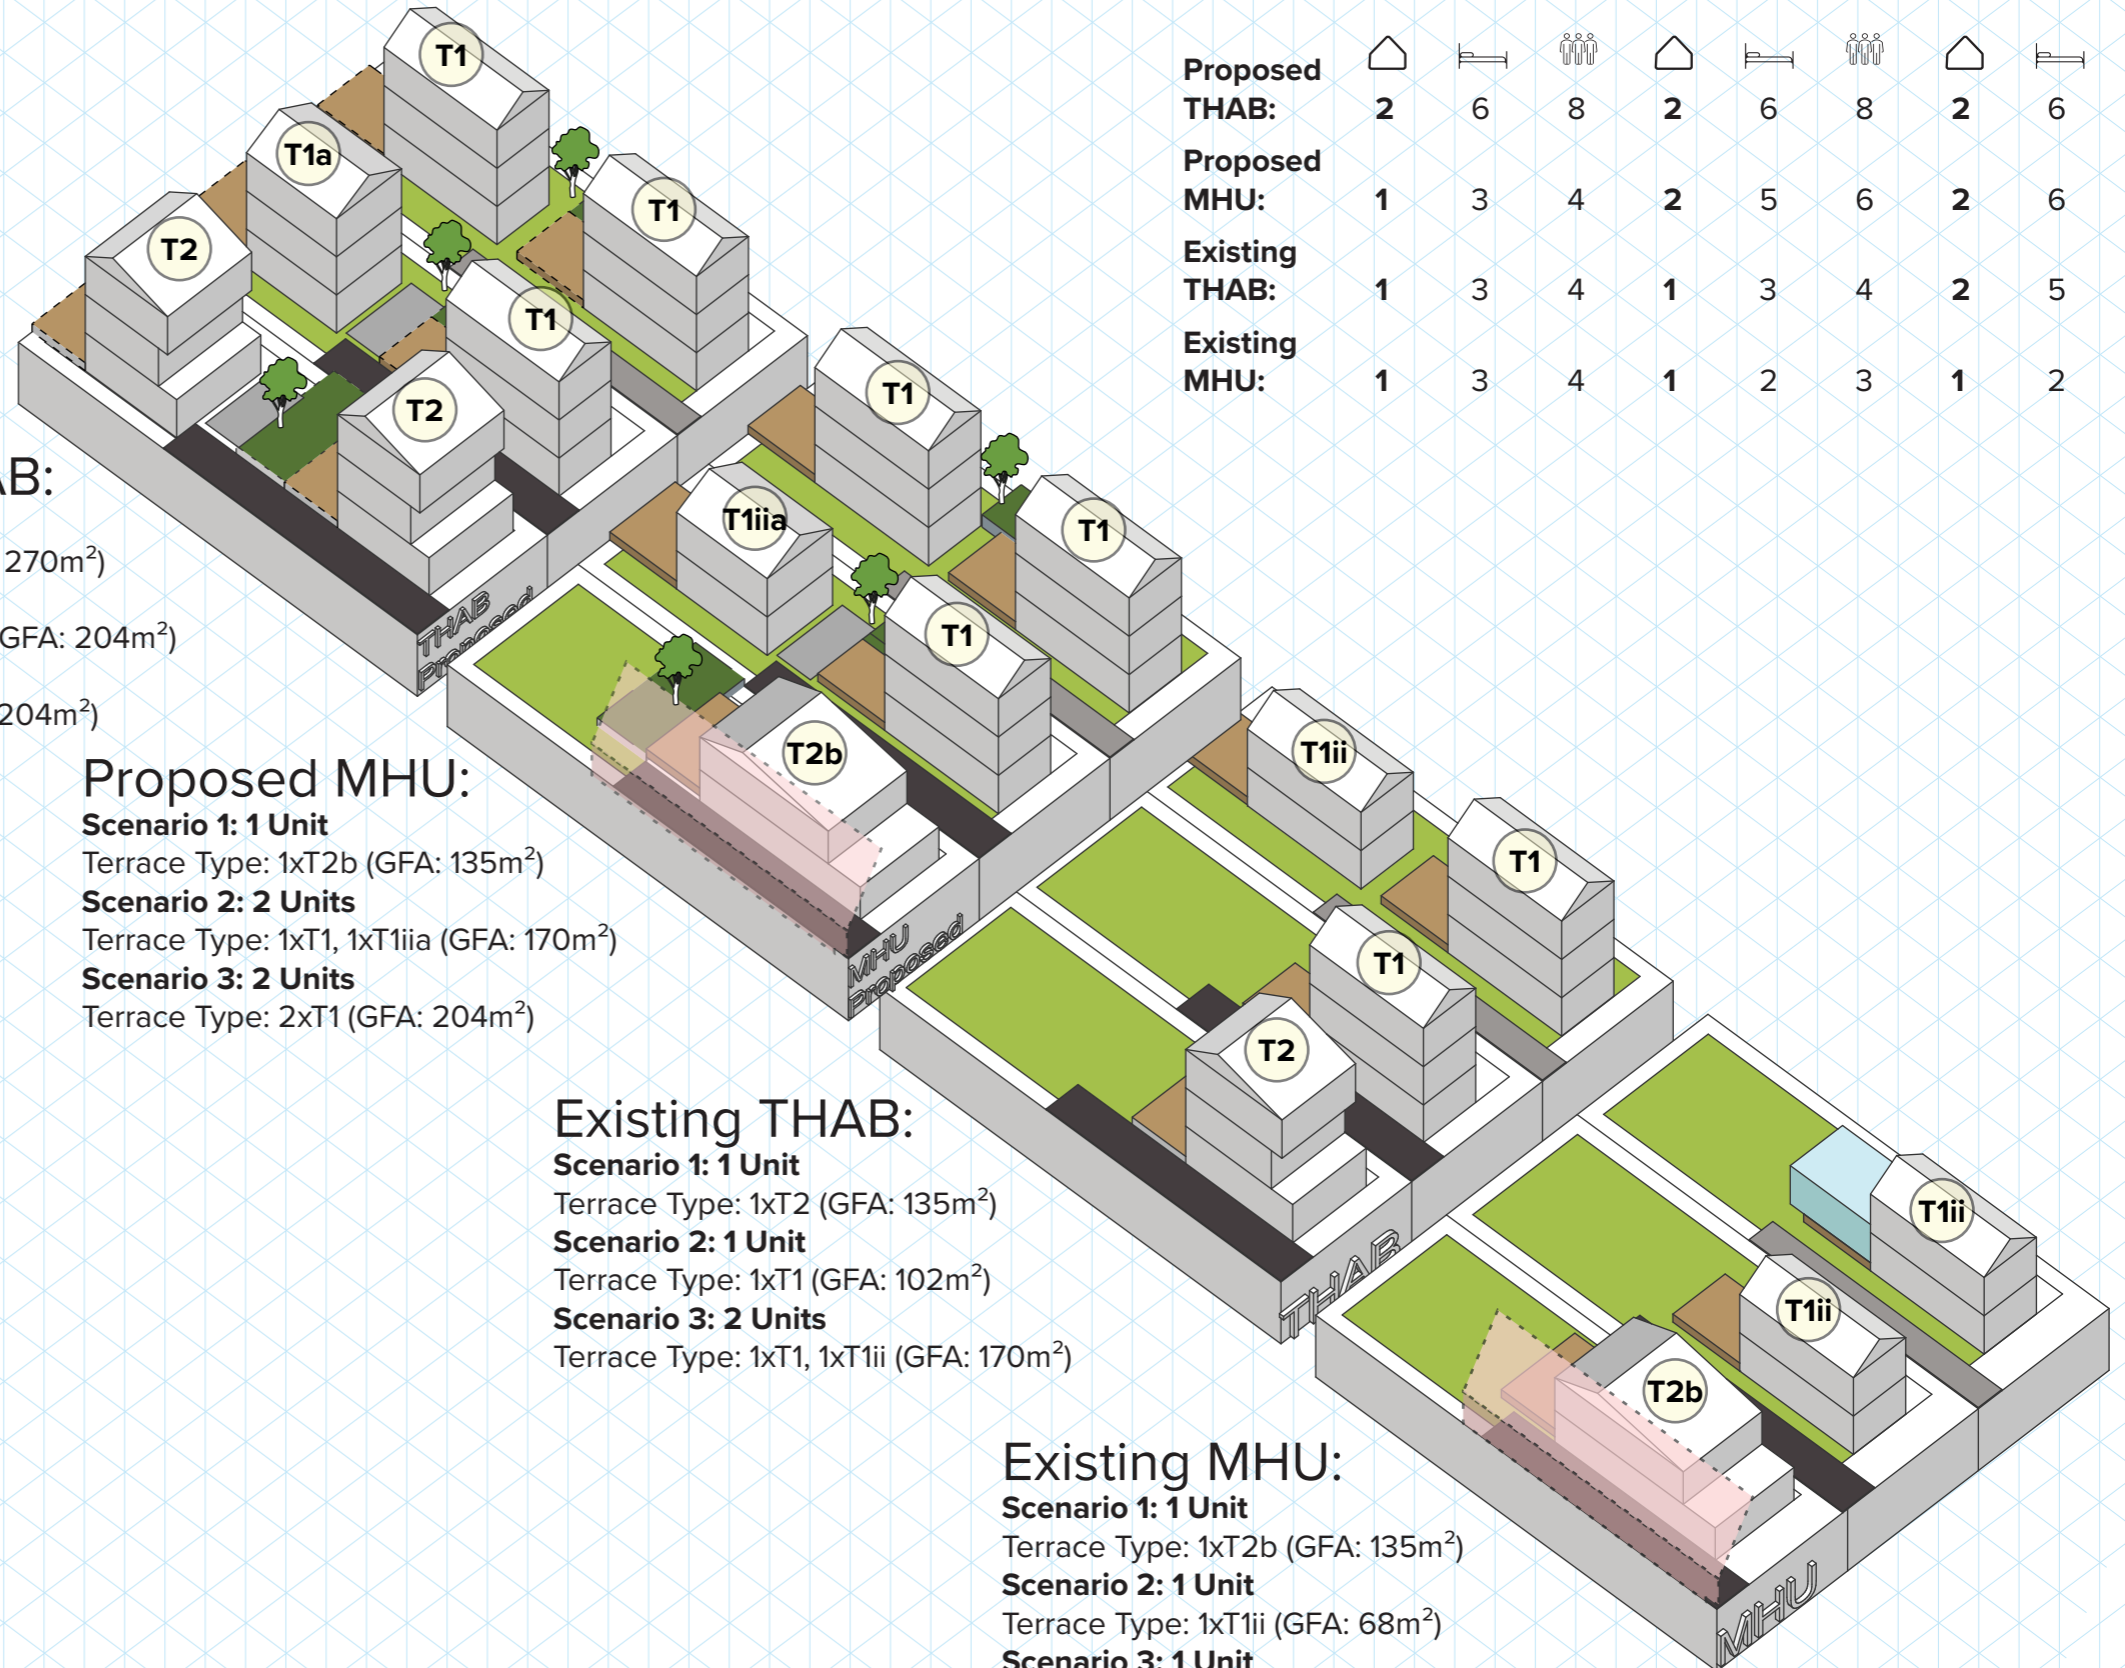 Proposed
THAB: 2 6 8 2 6 8 2 6
Proposed
MHU: 1 3 4 2 5 6 2 6
Existing
THAB: 1 3 4 1 3 4 2 5
Existing
MHU: 1 3 4 1 2 3 1 2
T1
T1a
T1
T2
T1
T2
THAB
Proposed
T1
T1iia
T1
T1
T2b
MHU
Proposed
T1ii
T1
T1
T2
THAB
T1ii
T1ii
T2b
MHU
AB:
270m²)
GFA: 204m²)
204m²)
Proposed MHU:
Scenario 1: 1 Unit
Terrace Type: 1xT2b (GFA: 135m²)
Scenario 2: 2 Units
Terrace Type: 1xT1, 1xT1iia (GFA: 170m²)
Scenario 3: 2 Units
Terrace Type: 2xT1 (GFA: 204m²)
Existing THAB:
Scenario 1: 1 Unit
Terrace Type: 1xT2 (GFA: 135m²)
Scenario 2: 1 Unit
Terrace Type: 1xT1 (GFA: 102m²)
Scenario 3: 2 Units
Terrace Type: 1xT1, 1xT1ii (GFA: 170m²)
Existing MHU:
Scenario 1: 1 Unit
Terrace Type: 1xT2b (GFA: 135m²)
Scenario 2: 1 Unit
Terrace Type: 1xT1ii (GFA: 68m²)
Scenario 3: 1 Unit